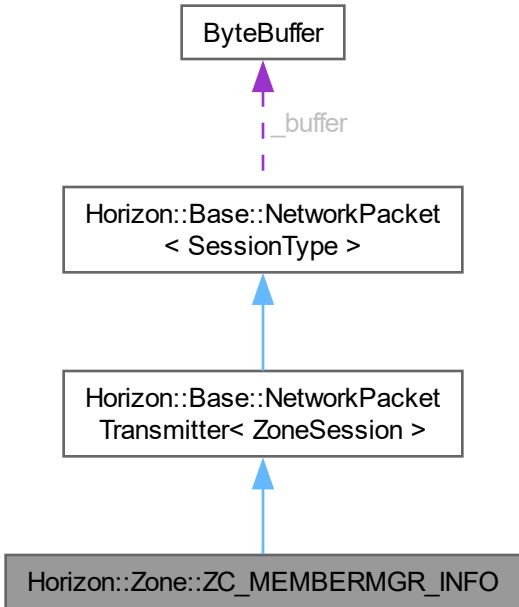 ByteBuffer
_buffer
Horizon::Base::NetworkPacket
< SessionType >
Horizon::Base::NetworkPacket
Transmitter< ZoneSession >
Horizon::Zone::ZC_MEMBERMGR_INFO